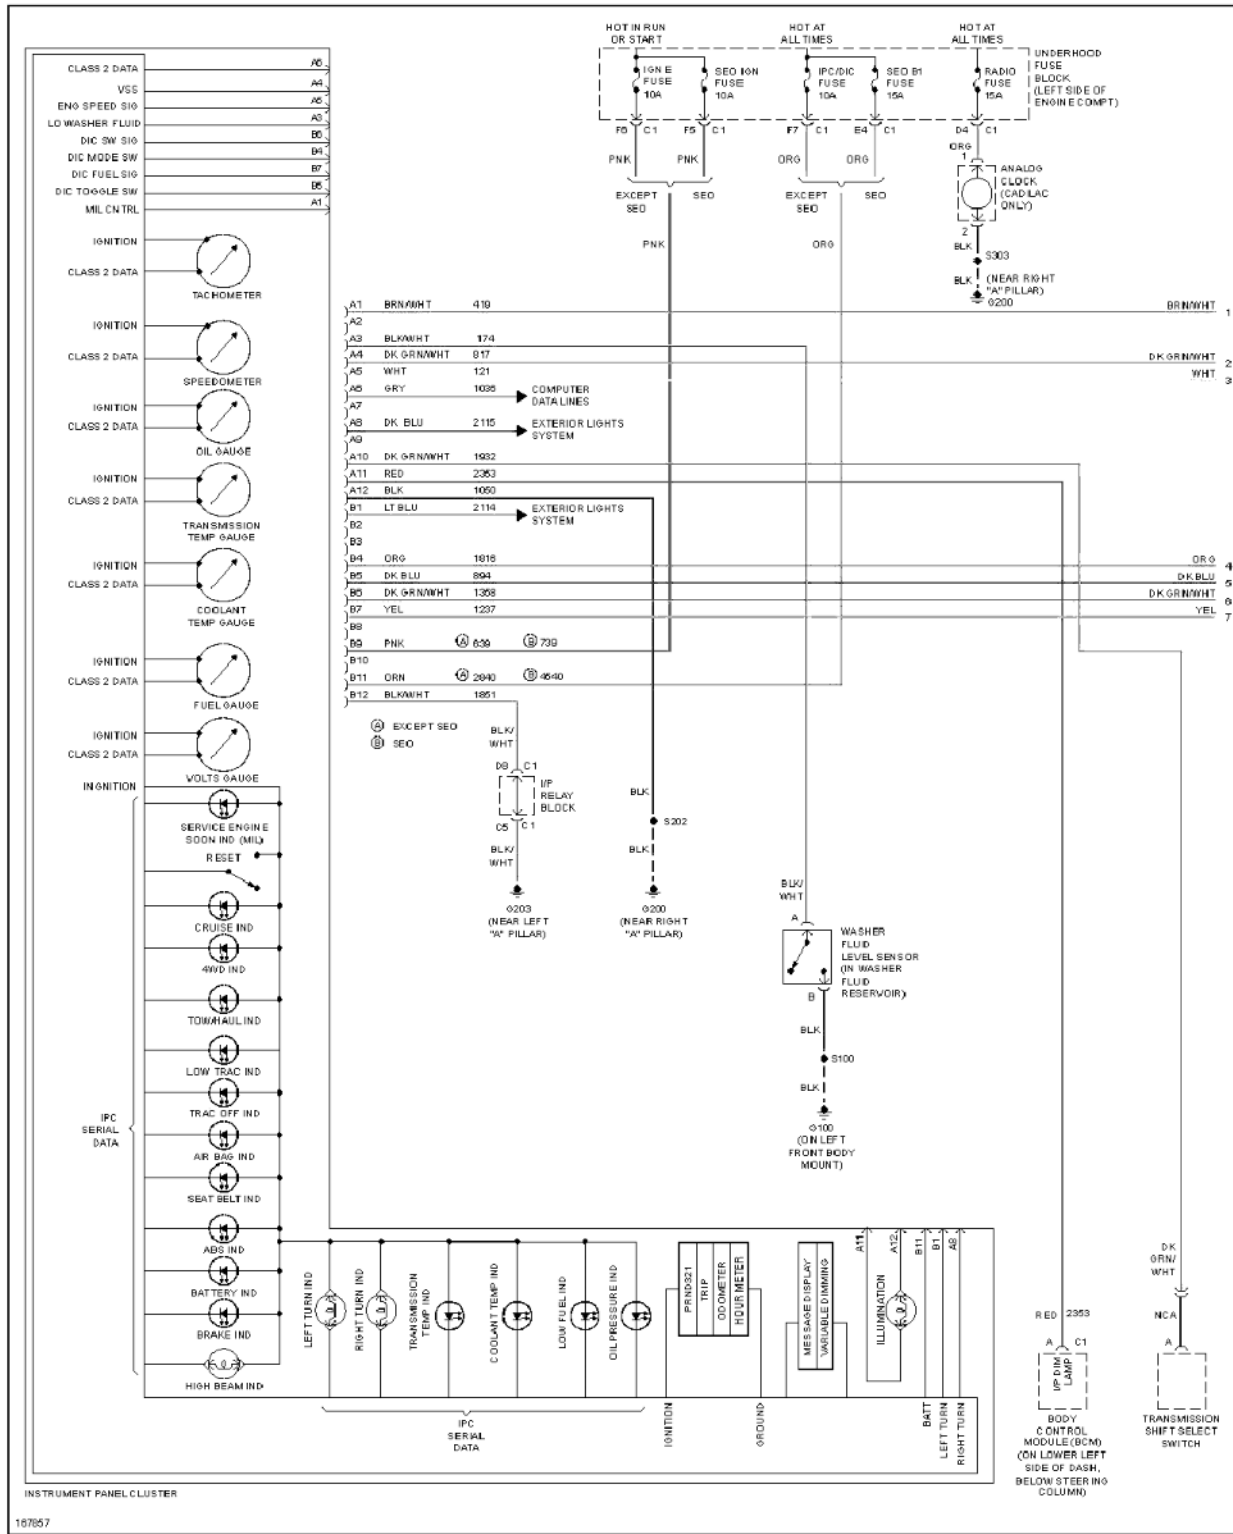 HOT IN RUN
OR START
HOT AT
ALL TIMES
HOT AT
ALL TIMES
UNDERHOOD
FUSE
BLOCK
(LEFT SIDE OF
ENGINE COMPT)
IGN E
FUSE
10A
SEO IGN
FUSE
10A
IPC/DIC
FUSE
10A
SEO B1
FUSE
15A
RADIO
FUSE
15A
F6 C1
F5 C1
F7 C1
E4 C1
D4 C1
PNK
PNK
ORG
ORG
ORG
1
EXCEPT
SEO
SEO
EXCEPT
SEO
SEO
ANALOG
CLOCK
(CADILAC
ONLY)
2
PNK
ORG
BLK
S303
BLK
(NEAR RIGHT
"A" PILLAR)
G200
CLASS 2 DATA A6
VSS A4
ENG SPEED SIG A5
LO WASHER FLUID A3
DIC SW SIG B6
DIC MODE SW B4
DIC FUEL SIG B7
DIC TOGGLE SW B5
MIL CNTRL A1
IGNITION
CLASS 2 DATA
TACHOMETER
IGNITION
CLASS 2 DATA
SPEEDOMETER
IGNITION
CLASS 2 DATA
OIL GAUGE
IGNITION
CLASS 2 DATA
TRANSMISSION
TEMP GAUGE
IGNITION
CLASS 2 DATA
COOLANT
TEMP GAUGE
IGNITION
CLASS 2 DATA
FUEL GAUGE
IGNITION
CLASS 2 DATA
VOLTS GAUGE
INGNITION
A1 BRN/WHT 419 BRN/WHT 1
A2
A3 BLK/WHT 174
A4 DK GRN/WHT 817 DK GRN/WHT 2
A5 WHT 121 WHT 3
A6 GRY 1036 COMPUTER
DATA LINES
A7
A8 DK BLU 2115 EXTERIOR LIGHTS
SYSTEM
A9
A10 DK GRN/WHT 1932
A11 RED 2353
A12 BLK 1050
B1 LT BLU 2114 EXTERIOR LIGHTS
SYSTEM
B2
B3
B4 ORG 1816 ORG 4
B5 DK BLU 894 DK BLU 5
B6 DK GRN/WHT 1358 DK GRN/WHT 6
B7 YEL 1237 YEL 7
B8
B9 PNK A 639 B 739
B10
B11 ORN A 2840 B 4640
B12 BLK/WHT 1851
A EXCEPT SEO
B SEO
BLK/
WHT
D8 C1
I/P
RELAY
BLOCK
C5 C1
BLK/
WHT
G203
(NEAR LEFT
"A" PILLAR)
BLK
S202
BLK
G200
(NEAR RIGHT
"A" PILLAR)
BLK/
WHT
A
WASHER
FLUID
LEVEL SENSOR
(IN WASHER
FLUID
RESERVOIR)
B
BLK
S100
BLK
G100
(ON LEFT
FRONT BODY
MOUNT)
SERVICE ENGINE
SOON IND (MIL)
RESET
CRUISE IND
4WD IND
TOW/HAUL IND
LOW TRAC IND
TRAC OFF IND
IPC
SERIAL
DATA
AIR BAG IND
SEAT BELT IND
ABS IND
BATTERY IND
BRAKE IND
HIGH BEAM IND
LEFT TURN IND
RIGHT TURN IND
TRANSMISSION
TEMP IND
COOLANT TEMP IND
LOW FUEL IND
OIL PRESSURE IND
PRND321
TRIP
ODOMETER
HOUR METER
MESSAGE DISPLAY
VARIABLE DIMMING
ILLUMINATION
A11
A12
B11
B1
A8
IPC
SERIAL
DATA
IGNITION
GROUND
BATT
LEFT TURN
RIGHT TURN
RED 2353
A C1
I/P DIM
LAMP
BODY
CONTROL
MODULE (BCM)
(ON LOWER LEFT
SIDE OF DASH,
BELOW STEERING
COLUMN)
DK
GRN/
WHT
NCA
A
TRANSMISSION
SHIFT SELECT
SWITCH
INSTRUMENT PANEL CLUSTER
167857